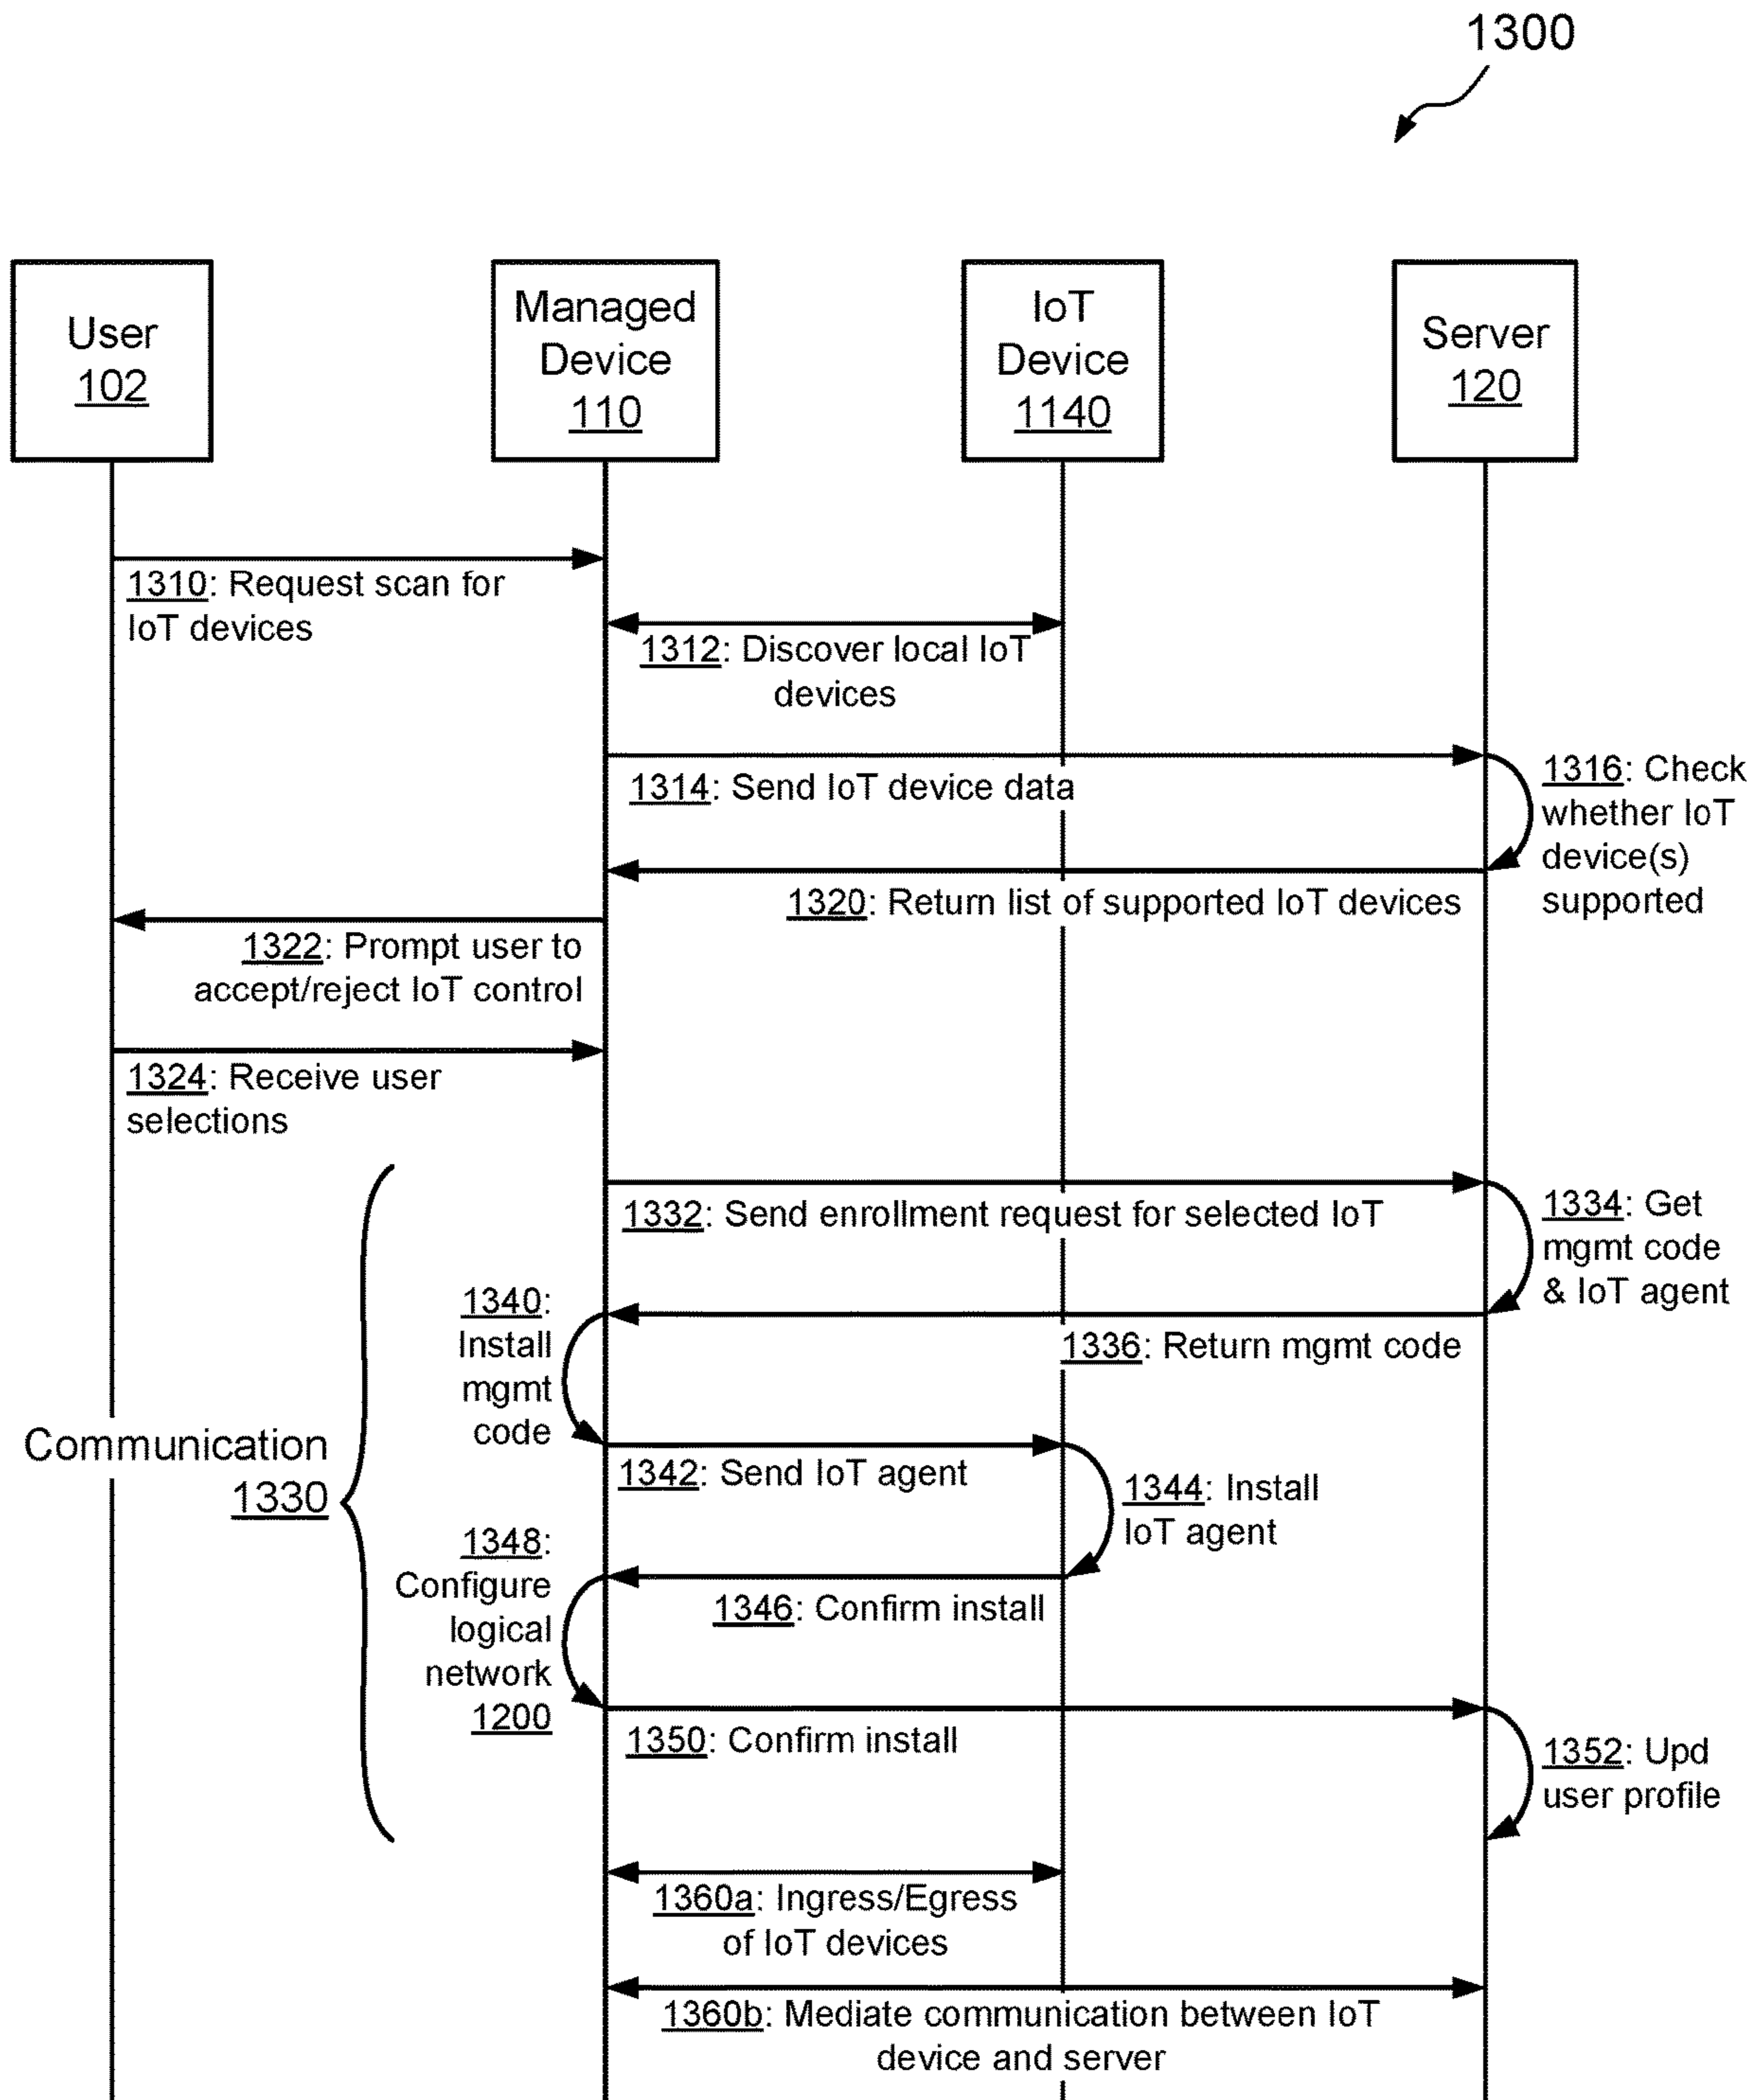 1300
User
102
Managed
Device
110
IoT
Device
1140
Server
120
1310: Request scan for
IoT devices
1312: Discover local IoT
devices
1314: Send IoT device data
1316: Check
whether IoT
device(s)
supported
1320: Return list of supported IoT devices
1322: Prompt user to
accept/reject IoT control
1324: Receive user
selections
Communication
1330
1332: Send enrollment request for selected IoT
1334: Get
mgmt code
& IoT agent
1336: Return mgmt code
1340:
Install
mgmt
code
1342: Send IoT agent
1344: Install
IoT agent
1346: Confirm install
1348:
Configure
logical
network
1200
1350: Confirm install
1352: Upd
user profile
1360a: Ingress/Egress
of IoT devices
1360b: Mediate communication between IoT
device and server